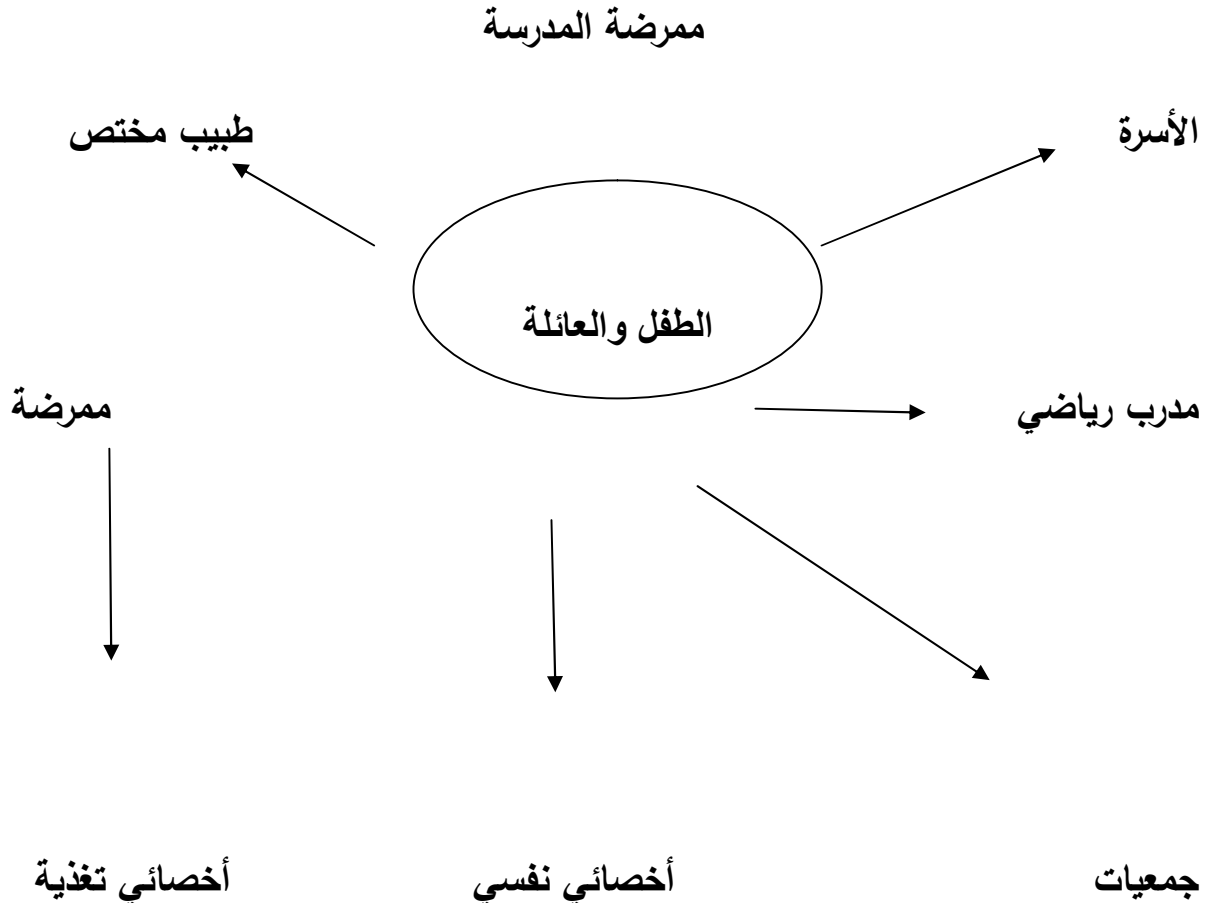 ممرضة المدرسة
الأسرة
طبيب مختص
الطفل والعائلة
مدرب رياضي
ممرضة
جمعيات
أخصائي نفسي
أخصائي تغذية